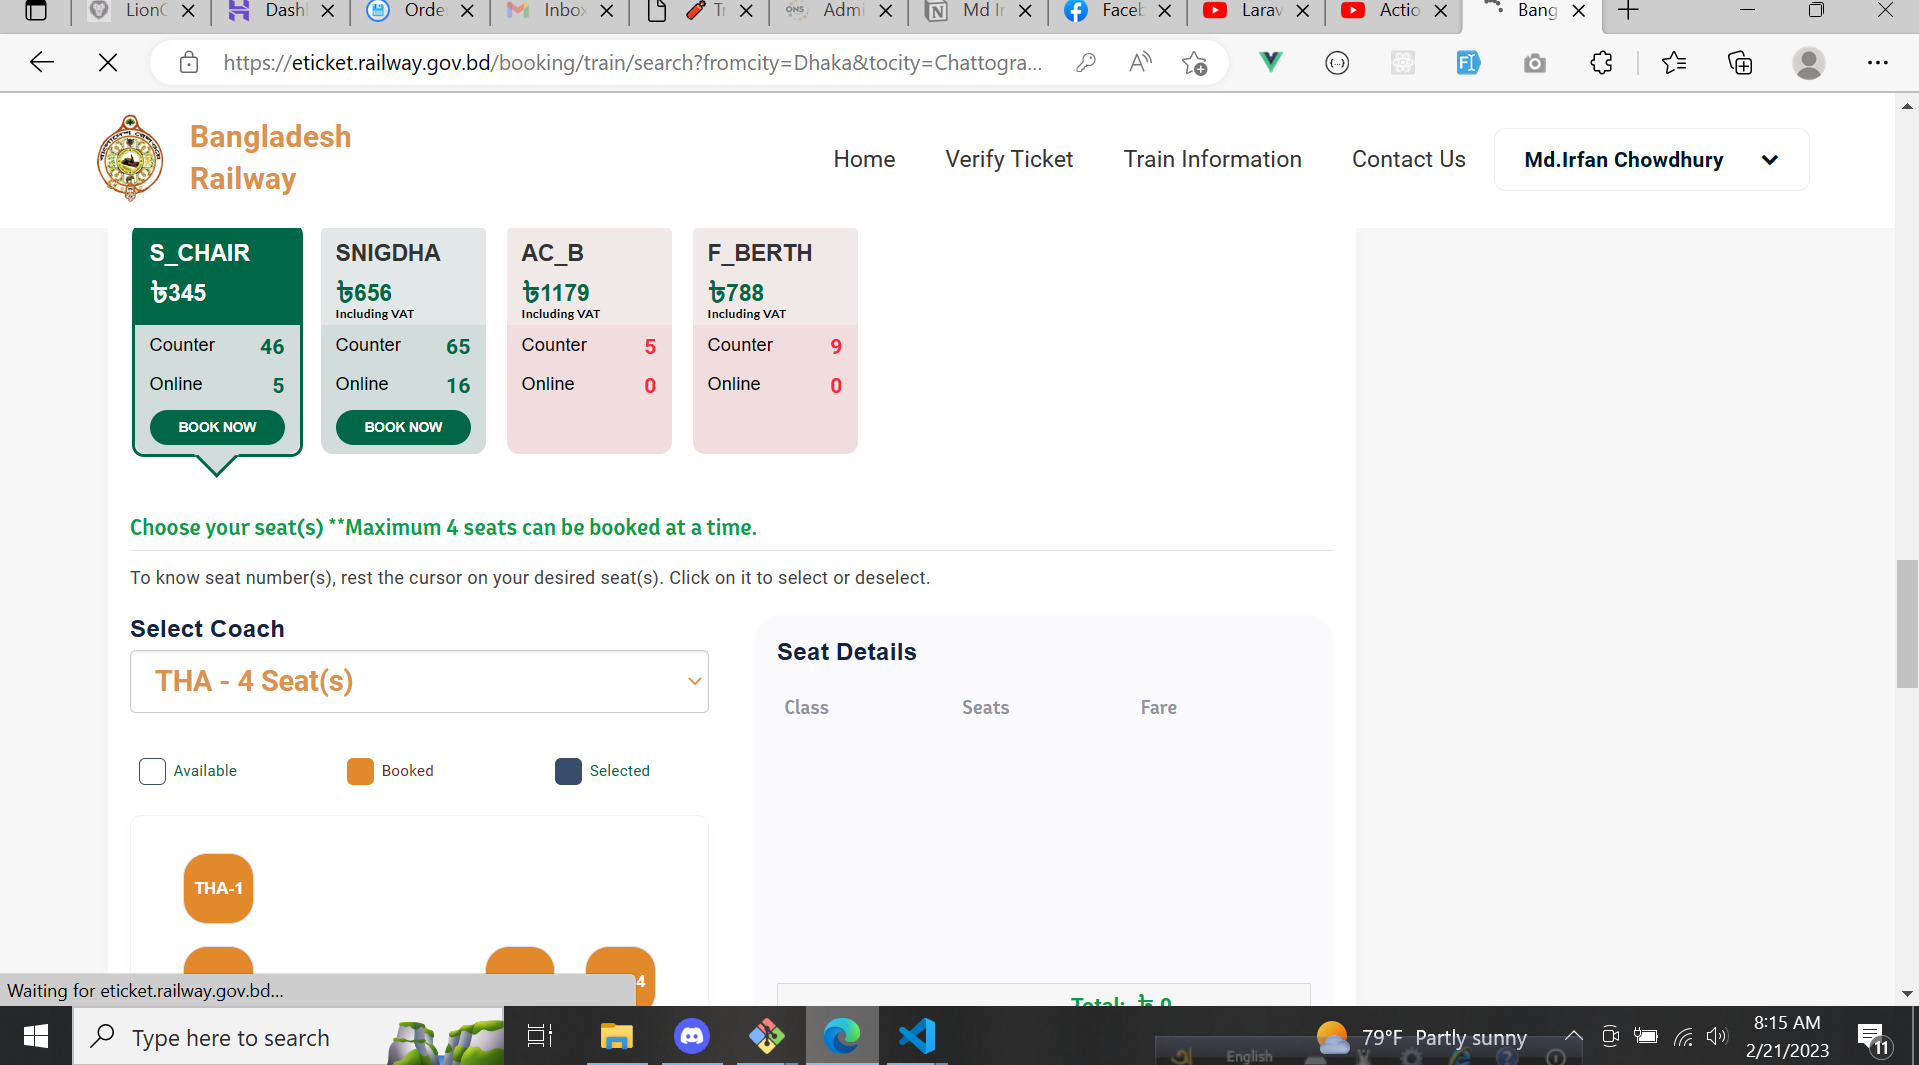 LionC
Dashl
Orde
Inbox
Tr
Admi
Md Ir
Faceb
Larav
Actio
Bang
https://eticket.railway.gov.bd/booking/train/search?fromcity=Dhaka&tocity=Chattogra...
Bangladesh
Railway
Home
Verify Ticket
Train Information
Contact Us
Md.Irfan Chowdhury
S_CHAIR
৳345
Counter 46
Online 5
BOOK NOW
SNIGDHA
৳656
Including VAT
Counter 65
Online 16
BOOK NOW
AC_B
৳1179
Including VAT
Counter 5
Online 0
F_BERTH
৳788
Including VAT
Counter 9
Online 0
Choose your seat(s) **Maximum 4 seats can be booked at a time.
To know seat number(s), rest the cursor on your desired seat(s). Click on it to select or deselect.
Select Coach
THA - 4 Seat(s)
Available
Booked
Selected
THA-1
4
Seat Details
Class Seats Fare
Total: ৳ 0
Waiting for eticket.railway.gov.bd...
Type here to search
79°F Partly sunny
English
8:15 AM
2/21/2023
11